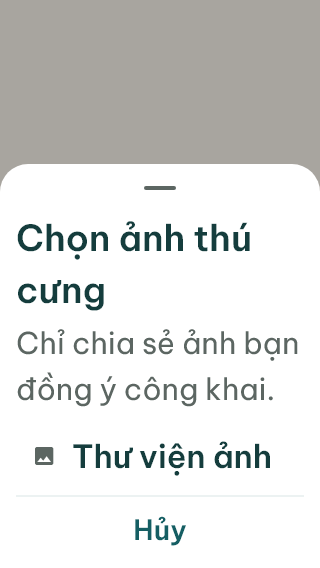 Chọn ảnh thú
cưng
Chỉ chia sẻ ảnh bạn
đồng ý công khai.
Thư viện ảnh
Hủy